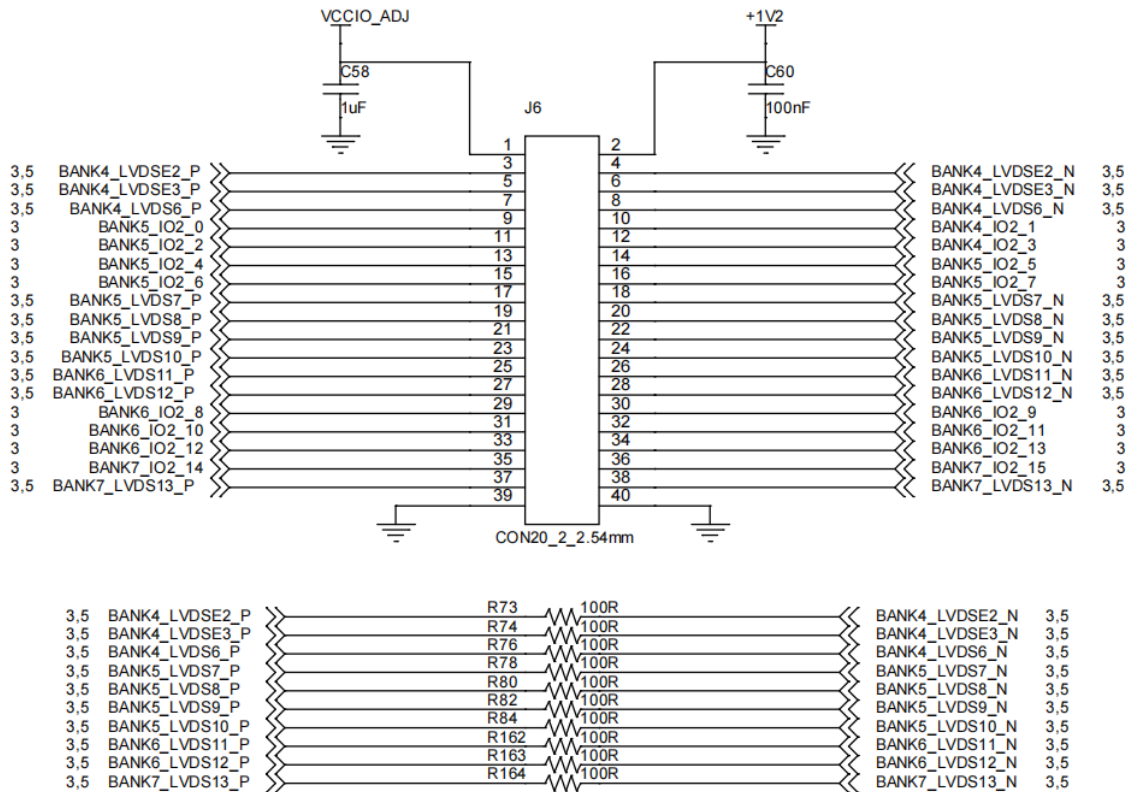 VCCIO_ADJ +1V2
C58 C60
1uF J6 100nF
1 2
3,5 BANK4_LVDSE2_P 3 4 BANK4_LVDSE2_N 3,5
3,5 BANK4_LVDSE3_P 5 6 BANK4_LVDSE3_N 3,5
3,5 BANK4_LVDS6_P 7 8 BANK4_LVDS6_N 3,5
3 BANK5_IO2_0 9 10 BANK4_IO2_1 3
3 BANK5_IO2_2 11 12 BANK4_IO2_3 3
3 BANK5_IO2_4 13 14 BANK5_IO2_5 3
3 BANK5_IO2_6 15 16 BANK5_IO2_7 3
3,5 BANK5_LVDS7_P 17 18 BANK5_LVDS7_N 3,5
3,5 BANK5_LVDS8_P 19 20 BANK5_LVDS8_N 3,5
3,5 BANK5_LVDS9_P 21 22 BANK5_LVDS9_N 3,5
3,5 BANK5_LVDS10_P 23 24 BANK5_LVDS10_N 3,5
3,5 BANK6_LVDS11_P 25 26 BANK6_LVDS11_N 3,5
3,5 BANK6_LVDS12_P 27 28 BANK6_LVDS12_N 3,5
3 BANK6_IO2_8 29 30 BANK6_IO2_9 3
3 BANK6_IO2_10 31 32 BANK6_IO2_11 3
3 BANK6_IO2_12 33 34 BANK6_IO2_13 3
3 BANK7_IO2_14 35 36 BANK7_IO2_15 3
3,5 BANK7_LVDS13_P 37 38 BANK7_LVDS13_N 3,5
39 40
CON20_2_2.54mm
3,5 BANK4_LVDSE2_P R73 100R BANK4_LVDSE2_N 3,5
3,5 BANK4_LVDSE3_P R74 100R BANK4_LVDSE3_N 3,5
3,5 BANK4_LVDS6_P R76 100R BANK4_LVDS6_N 3,5
3,5 BANK5_LVDS7_P R78 100R BANK5_LVDS7_N 3,5
3,5 BANK5_LVDS8_P R80 100R BANK5_LVDS8_N 3,5
3,5 BANK5_LVDS9_P R82 100R BANK5_LVDS9_N 3,5
3,5 BANK5_LVDS10_P R84 100R BANK5_LVDS10_N 3,5
3,5 BANK6_LVDS11_P R162 100R BANK6_LVDS11_N 3,5
3,5 BANK6_LVDS12_P R163 100R BANK6_LVDS12_N 3,5
3,5 BANK7_LVDS13_P R164 100R BANK7_LVDS13_N 3,5